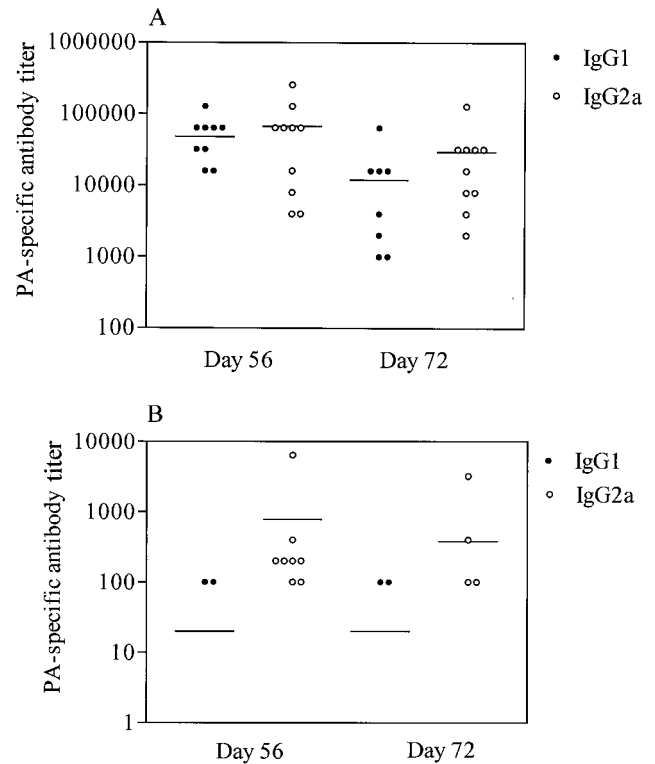 A
PA-specific antibody titer
1000000
100000
10000
1000
100
Day 56 Day 72
IgG1
IgG2a
B
PA-specific antibody titer
10000
1000
100
10
1
Day 56 Day 72
IgG1
IgG2a